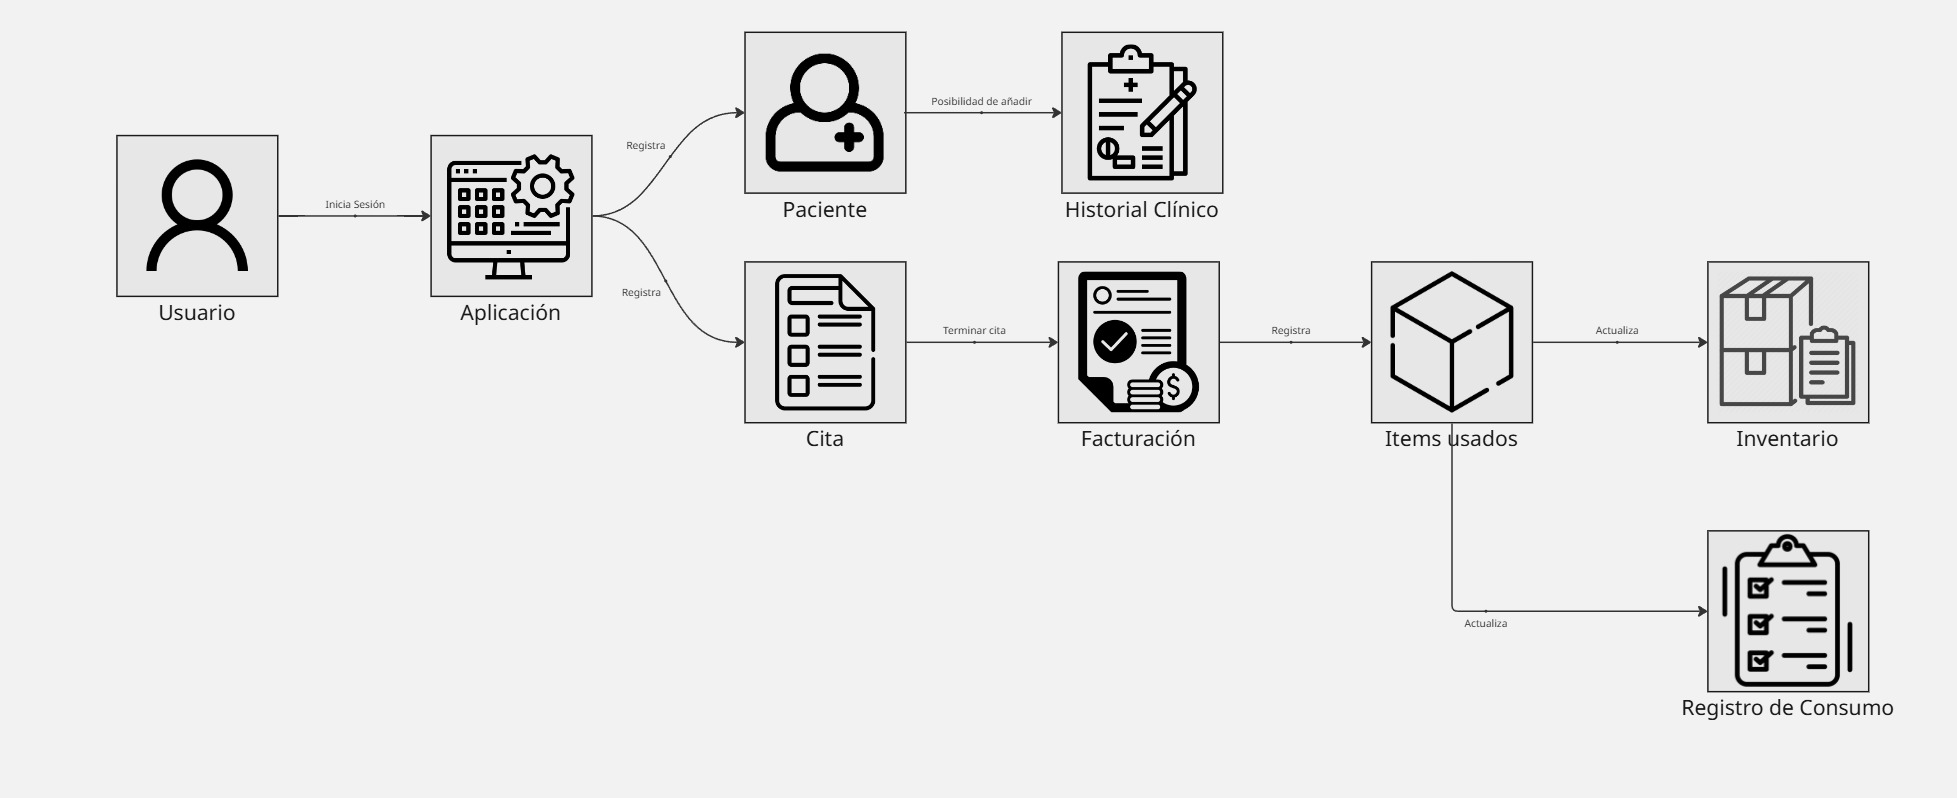 Posibilidad de añadir
Registra
Paciente
Historial Clínico
Inicia Sesión
Usuario
Aplicación
Registra
Terminar cita
Registra
Actualiza
Cita
Facturación
Items usados
Inventario
Actualiza
Registro de Consumo